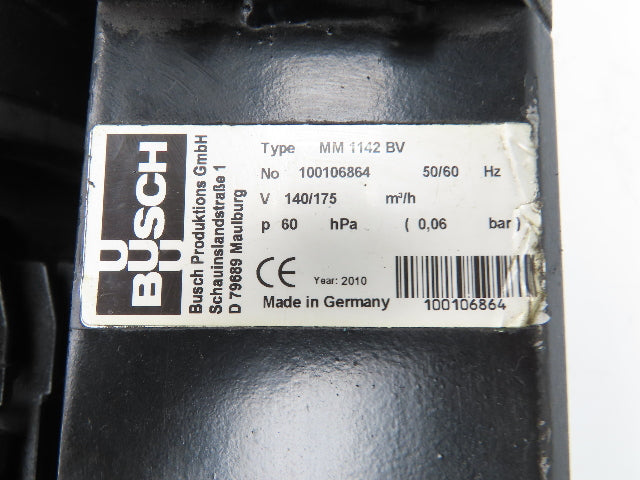 BUSCH
Busch Produktions GmbH
Schauinslandstraße 1
D 79689 Maulburg
Type MM 1142 BV
No 100106864 50/60 Hz
V 140/175 m³/h
p 60 hPa ( 0,06 bar )
CE Year: 2010
Made in Germany
100106864